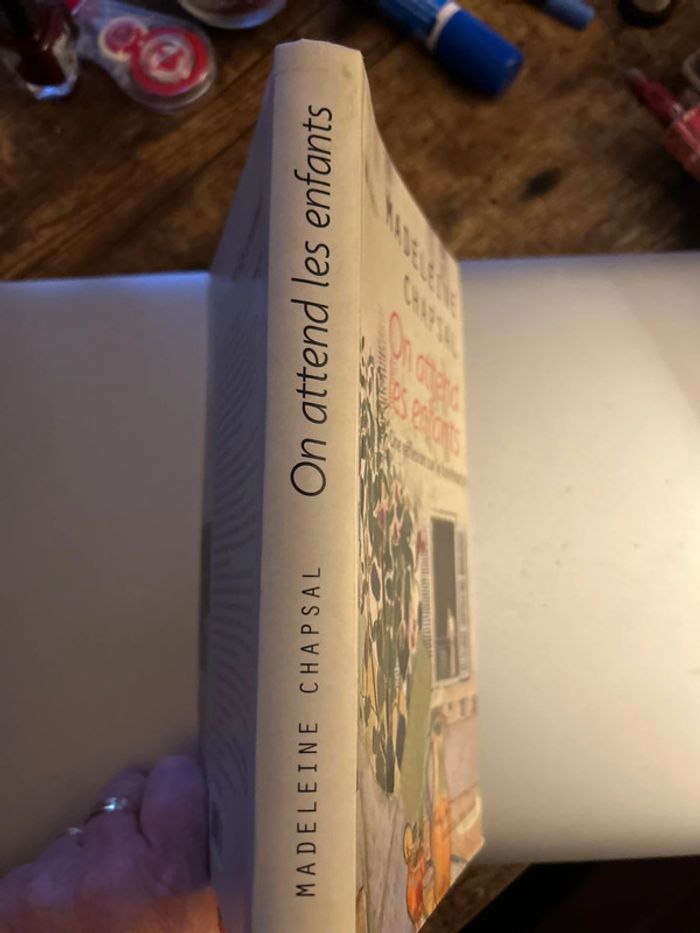 MADELEINE CHAPSAL On attend les enfants
MADELEINE
CHAPSAL
On attend
les enfants